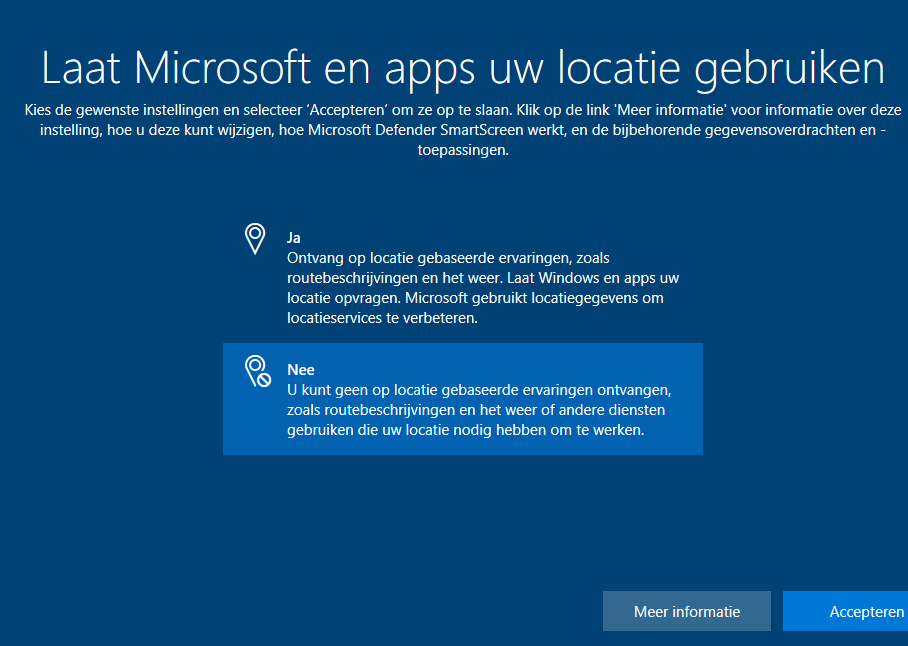 Laat Microsoft en apps uw locatie gebruiken
Kies de gewenste instellingen en selecteer ‘Accepteren’ om ze op te slaan. Klik op de link 'Meer informatie' voor informatie over deze
instelling, hoe u deze kunt wijzigen, hoe Microsoft Defender SmartScreen werkt, en de bijbehorende gegevensoverdrachten en -
toepassingen.
Ja
Ontvang op locatie gebaseerde ervaringen, zoals
routebeschrijvingen en het weer. Laat Windows en apps uw
locatie opvragen. Microsoft gebruikt locatiegegevens om
locatieservices te verbeteren.
Nee
U kunt geen op locatie gebaseerde ervaringen ontvangen,
zoals routebeschrijvingen en het weer of andere diensten
gebruiken die uw locatie nodig hebben om te werken.
Meer informatie
Accepteren